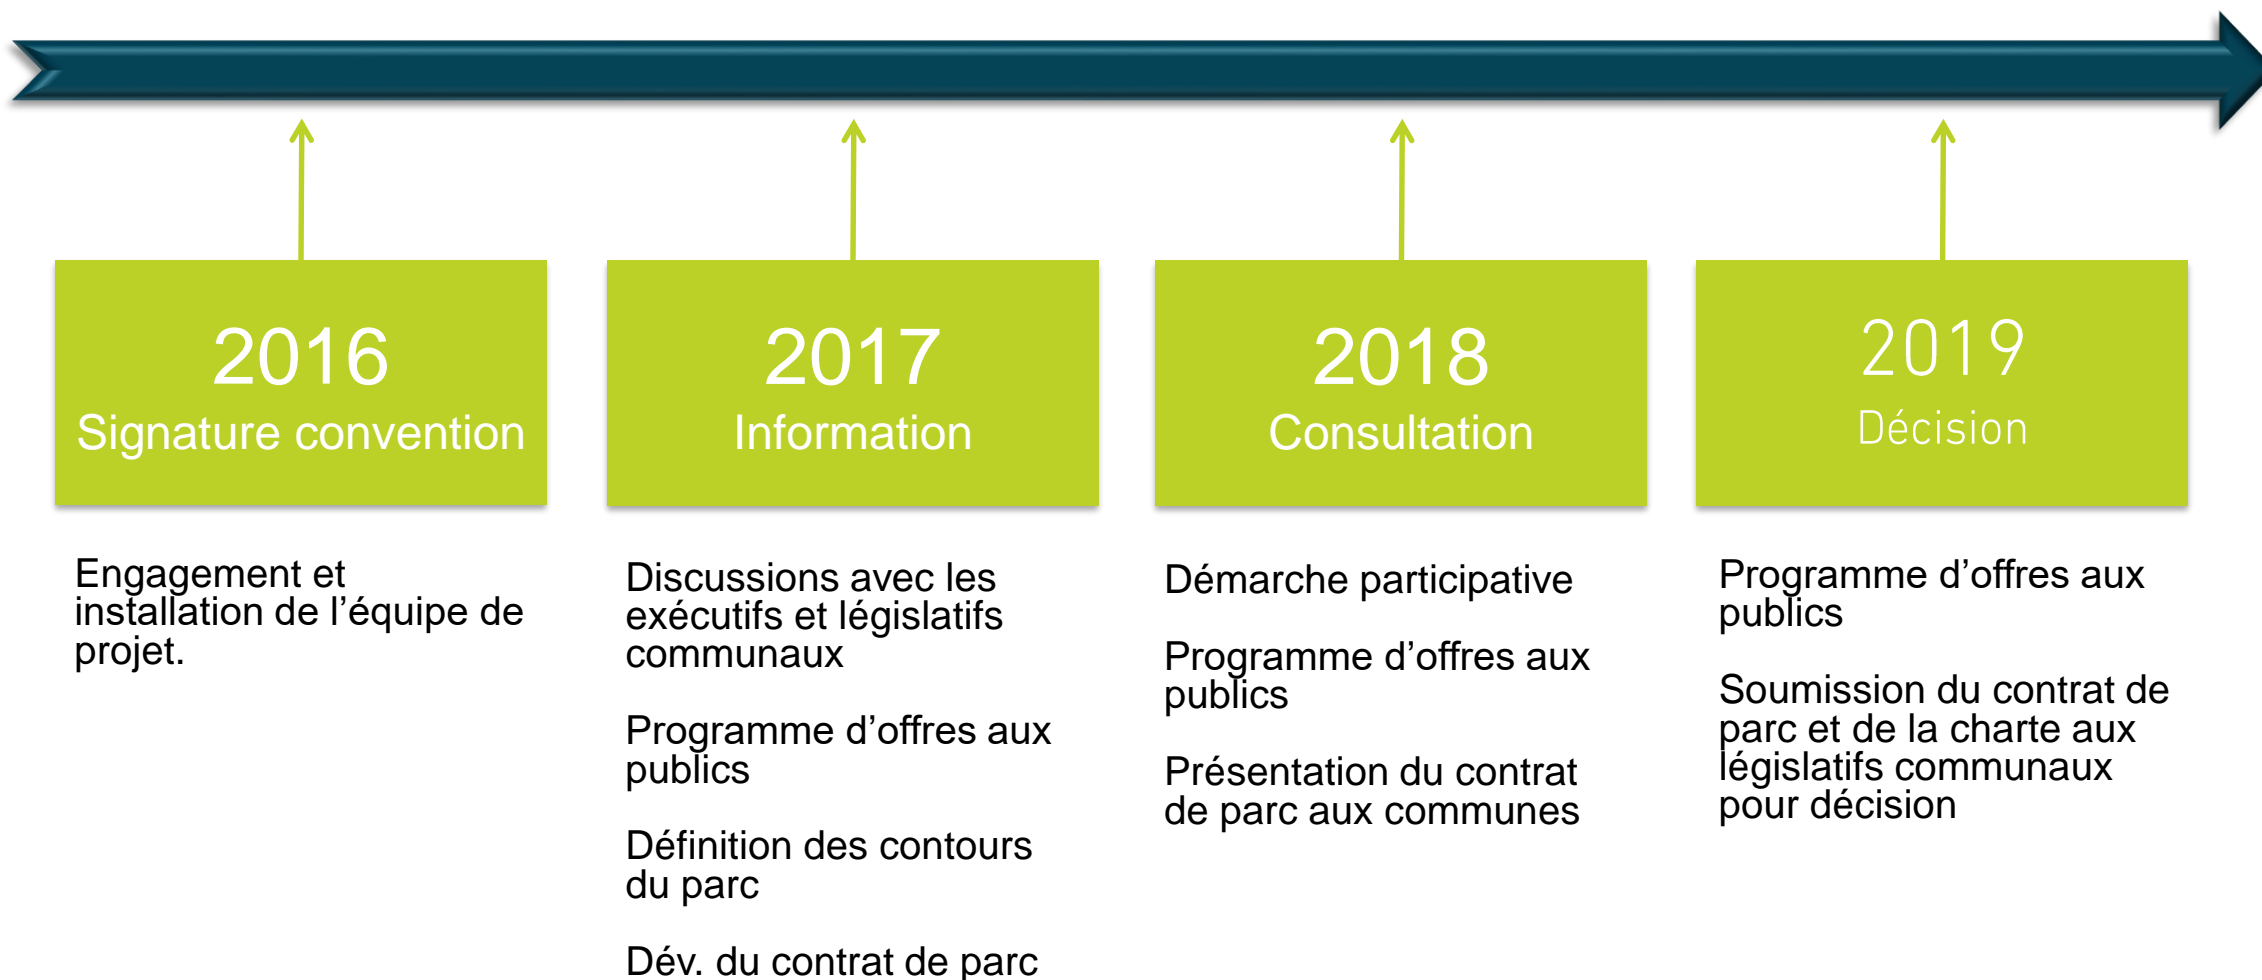 2016
Signature convention
Engagement et
installation de l’équipe de
projet.
2017
Information
Discussions avec les
exécutifs et législatifs
communaux
Programme d’offres aux
publics
Définition des contours
du parc
Dév. du contrat de parc
2018
Consultation
Démarche participative
Programme d’offres aux
publics
Présentation du contrat
de parc aux communes
2019
Décision
Programme d’offres aux
publics
Soumission du contrat de
parc et de la charte aux
législatifs communaux
pour décision